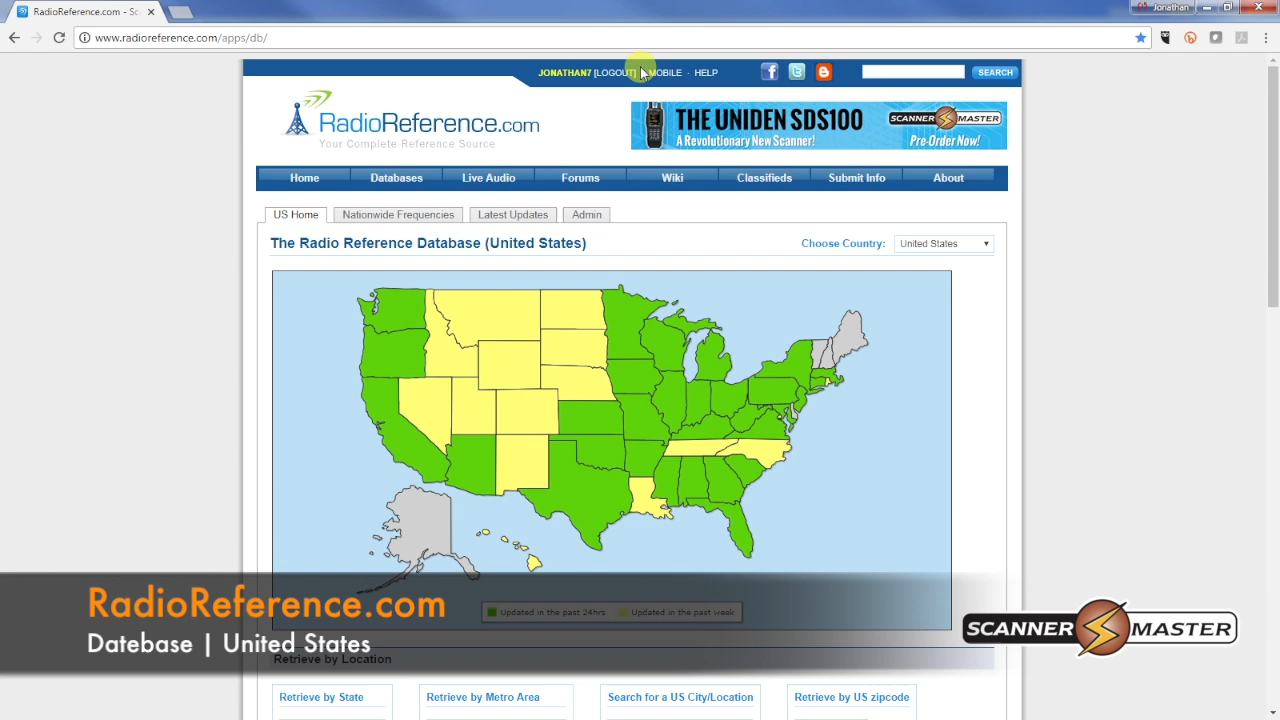 RadioReference.com - Sc
Jonathan
www.radioreference.com/apps/db/
JONATHAN7 [LOGOUT] MOBILE · HELP
SEARCH
RadioReference.com
Your Complete Reference Source
THE UNIDEN SDS100
A Revolutionary New Scanner!
SCANNER MASTER
Pre-Order Now!
Home Databases Live Audio Forums Wiki Classifieds Submit Info About
US Home Nationwide Frequencies Latest Updates Admin
The Radio Reference Database (United States)
Choose Country: United States
Updated in the past 24hrs Updated in the past week
RadioReference.com
Datebase | United States
SCANNER MASTER
Retrieve by Location
Retrieve by State Retrieve by Metro Area Search for a US City/Location Retrieve by US zipcode